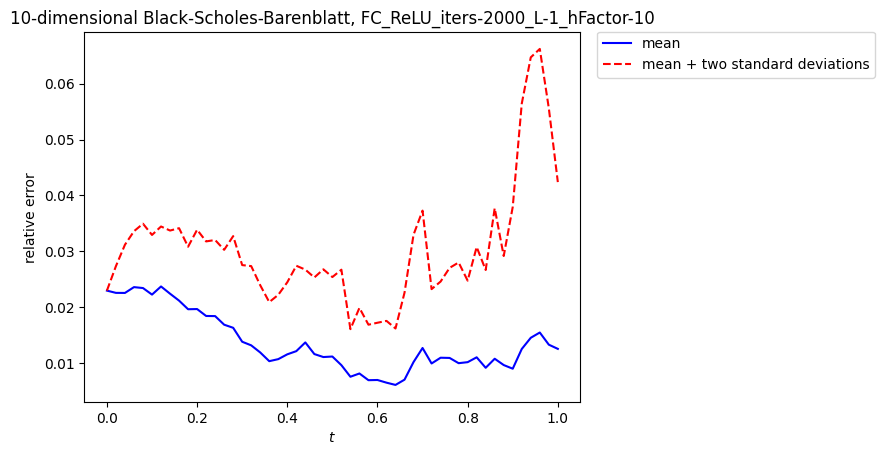 10-dimensional Black-Scholes-Barenblatt, FC_ReLU_iters-2000_L-1_hFactor-10
mean
mean + two standard deviations
relative error
0.06
0.05
0.04
0.03
0.02
0.01
0.0 0.2 0.4 0.6 0.8 1.0
t